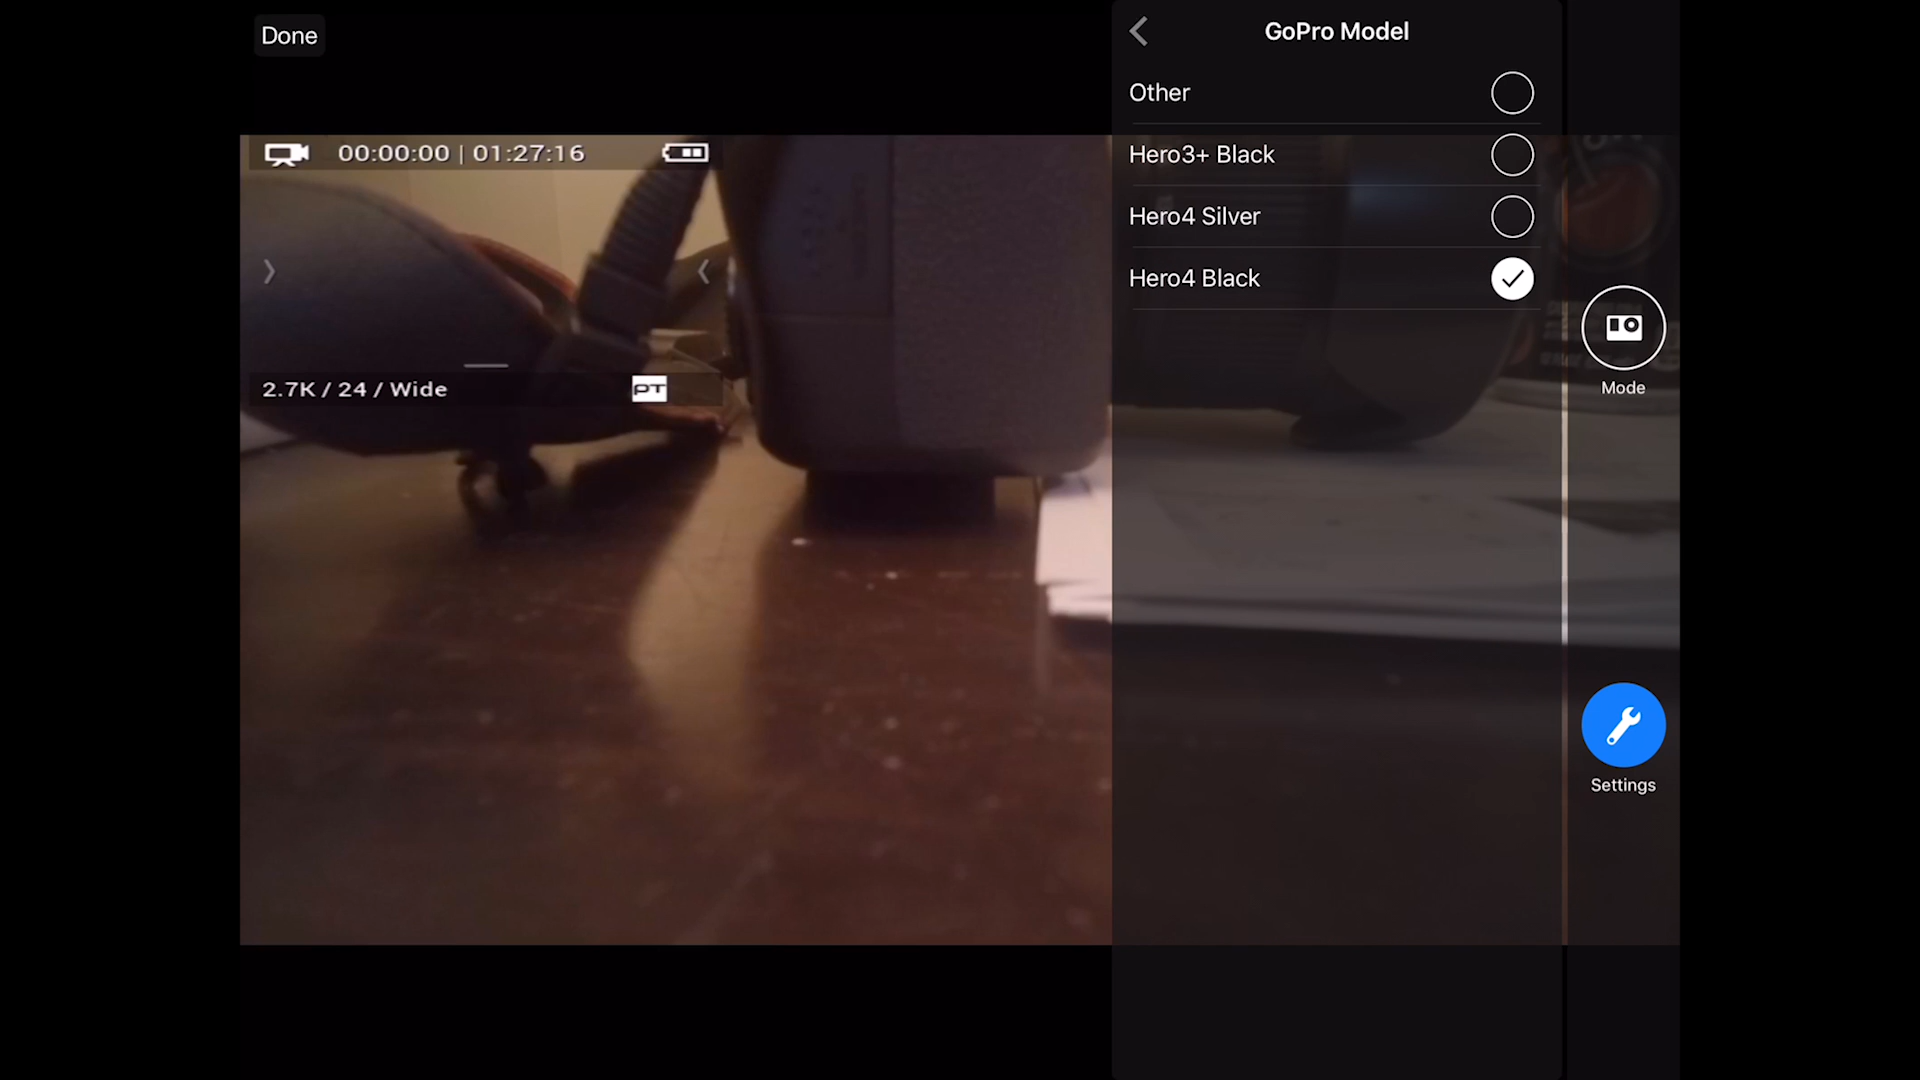 Done
GoPro Model
Other
Hero3+ Black
Hero4 Silver
Hero4 Black
00:00:00 | 01:27:16
2.7K / 24 / Wide
PT
Mode
Settings